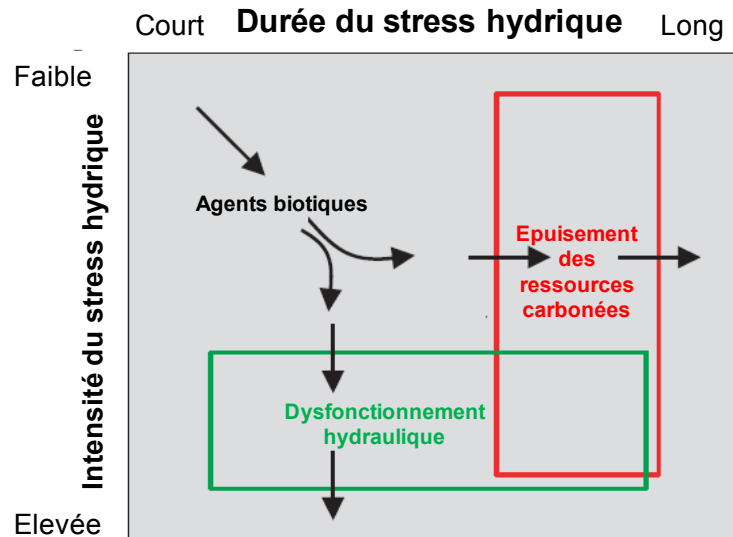 Court Durée du stress hydrique Long
Faible
Intensité du stress hydrique
Agents biotiques
Epuisement
des
ressources
carbonées
Dysfonctionnement
hydraulique
Elevée